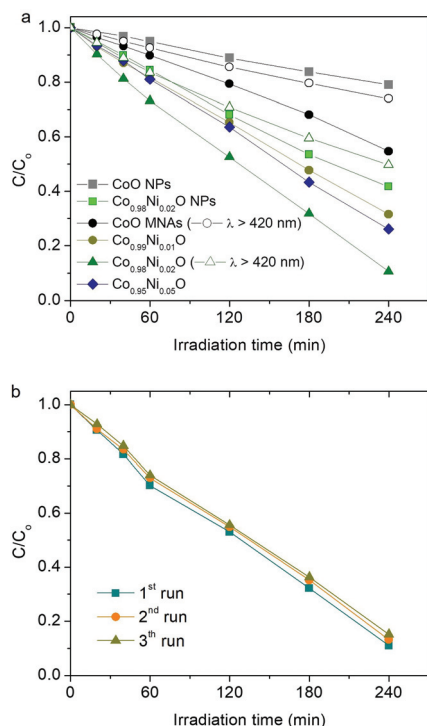 a
1.0
0.8
0.6
0.4
0.2
0.0
C/C₀
CoO NPs
Co₀.₉₈Ni₀.₀₂O NPs
CoO MNAs (—○— λ > 420 nm)
Co₀.₉₉Ni₀.₀₁O
Co₀.₉₈Ni₀.₀₂O (—△— λ > 420 nm)
Co₀.₉₅Ni₀.₀₅O
0 60 120 180 240
Irradiation time (min)
b
1.0
0.8
0.6
0.4
0.2
0.0
C/C₀
1ˢᵗ run
2ⁿᵈ run
3ᵗʰ run
0 60 120 180 240
Irradiation time (min)